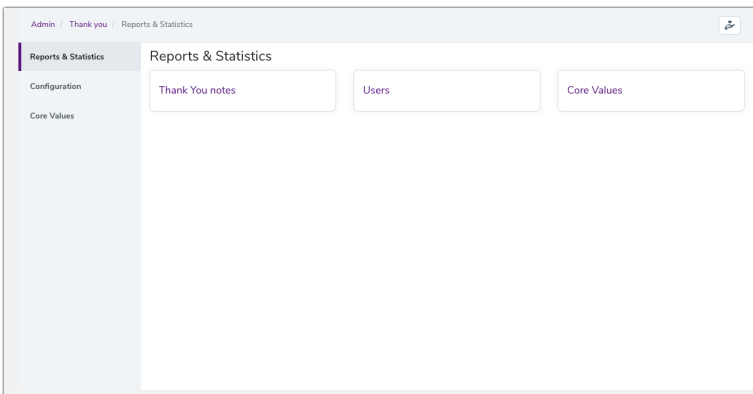 Admin / Thank you / Reports & Statistics
Reports & Statistics
Configuration
Core Values
Reports & Statistics
Thank You notes
Users
Core Values